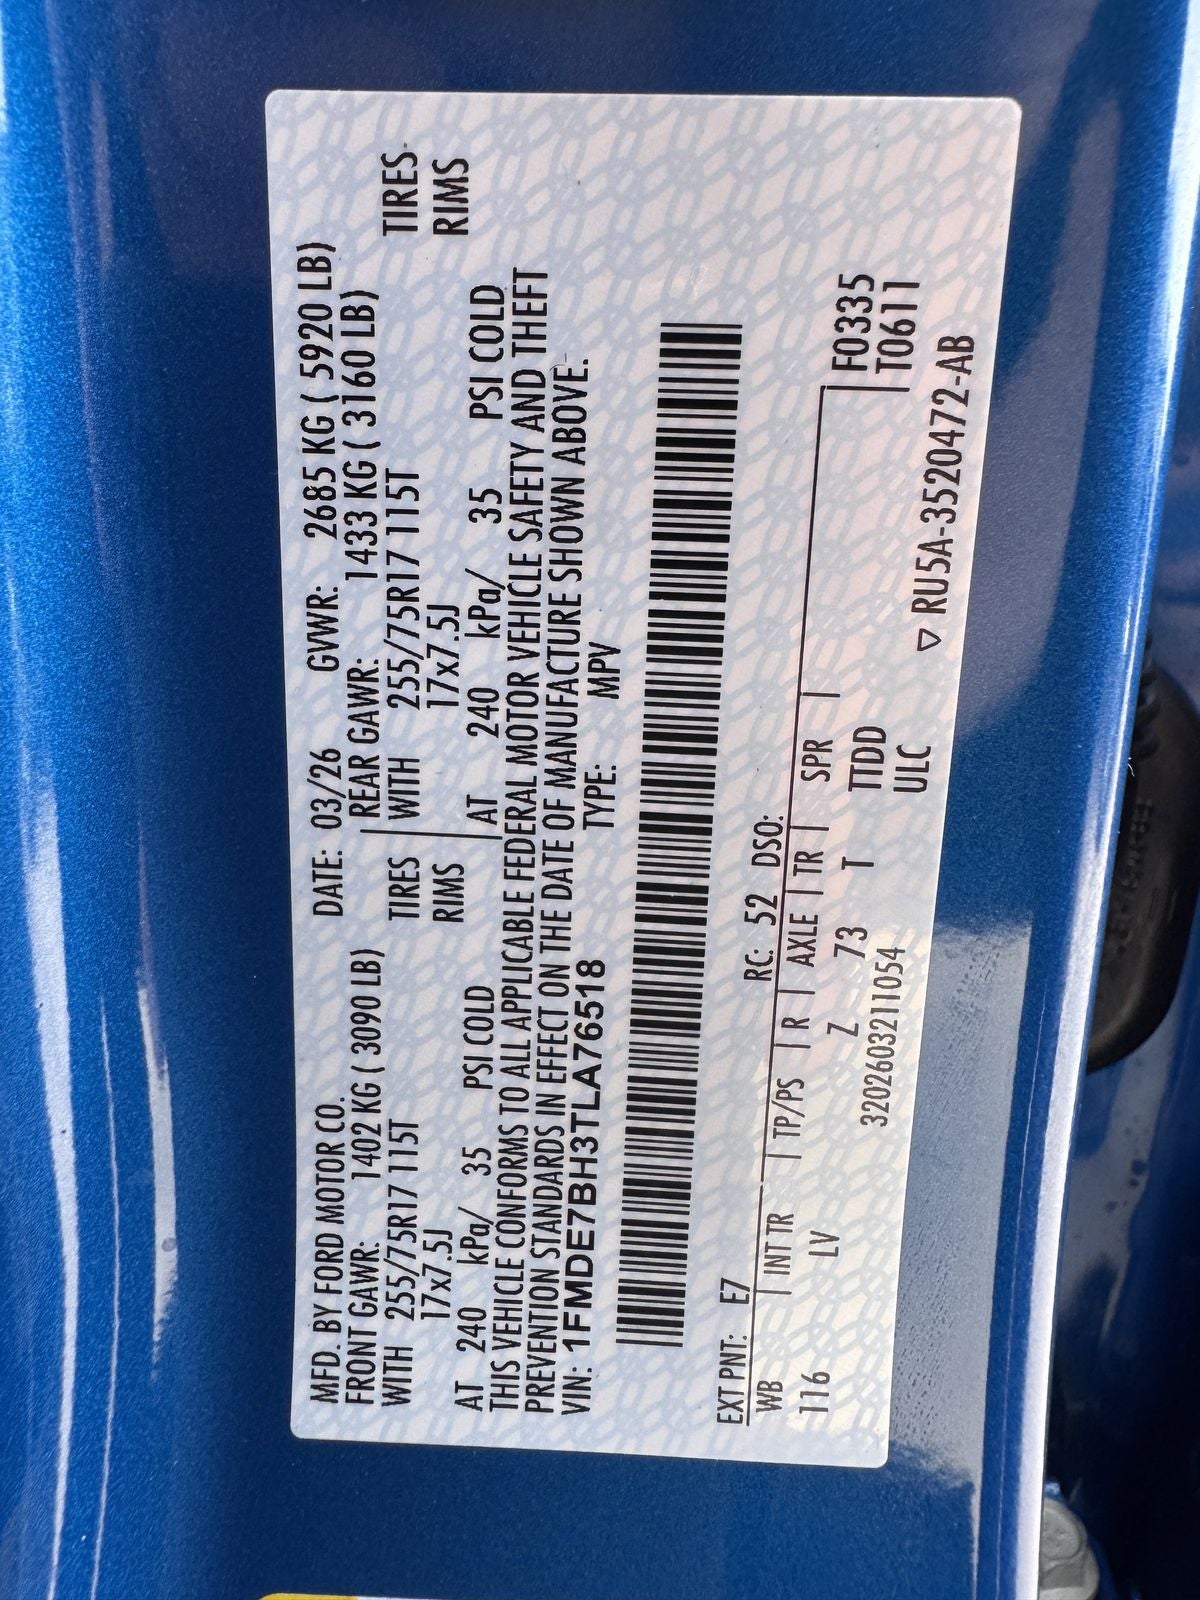 MFD. BY FORD MOTOR CO.
DATE: 03/26 GVWR: 2685 KG ( 5920 LB)
FRONT GAWR: 1402 KG ( 3090 LB)
REAR GAWR: 1433 KG ( 3160 LB)
WITH 255/75R17 115T TIRES
WITH 255/75R17 115T TIRES
17x7.5J RIMS
17x7.5J RIMS
AT 240 kPa/ 35 PSI COLD
AT 240 kPa/ 35 PSI COLD
THIS VEHICLE CONFORMS TO ALL APPLICABLE FEDERAL MOTOR VEHICLE SAFETY AND THEFT
PREVENTION STANDARDS IN EFFECT ON THE DATE OF MANUFACTURE SHOWN ABOVE.
VIN: 1FMDE7BH3TLA76518 TYPE: MPV
EXT PNT: E7 RC: 52 DSO:
WB | INT TR | TP/PS | R | AXLE | TR | SPR |
116 LV Z 73 T TTDD
F0335
T0611
3202603211054 ULC
▽ RU5A-3520472-AB